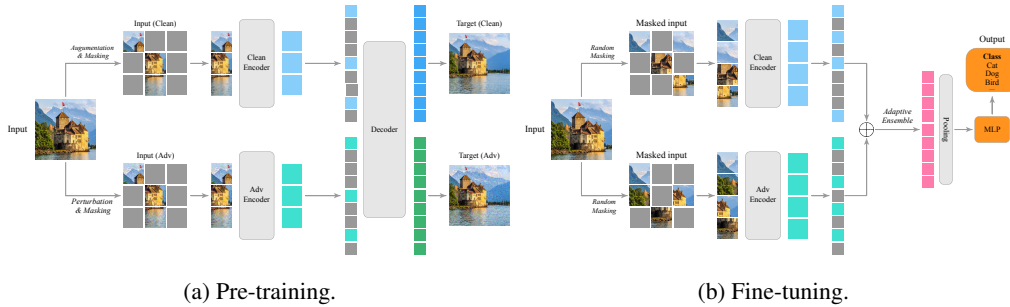 Input
Augmentation
& Masking
Perturbation
& Masking
Input (Clean)
Input (Adv)
Clean
Encoder
Adv
Encoder
Decoder
Target (Clean)
Target (Adv)
(a) Pre-training.
Input
Random
Masking
Random
Masking
Masked input
Masked input
Clean
Encoder
Adv
Encoder
Adaptive
Ensemble
Pooling
MLP
Output
Class
Cat
Dog
Bird
...
(b) Fine-tuning.